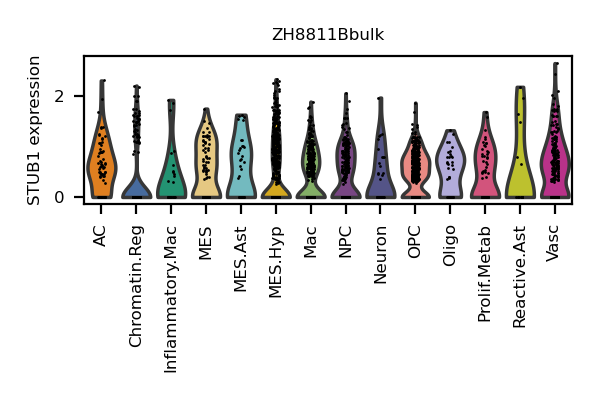 ZH8811Bbulk
STUB1 expression
2
0
AC
Chromatin.Reg
Inflammatory.Mac
MES
MES.Ast
MES.Hyp
Mac
NPC
Neuron
OPC
Oligo
Prolif.Metab
Reactive.Ast
Vasc